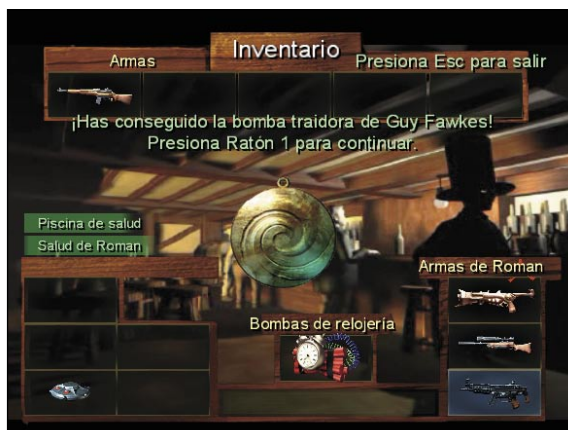 Inventario
Armas
Presiona Esc para salir
¡Has conseguido la bomba traidora de Guy Fawkes!
Presiona Ratón 1 para continuar.
Piscina de salud
Salud de Roman
Armas de Roman
Bombas de relojería